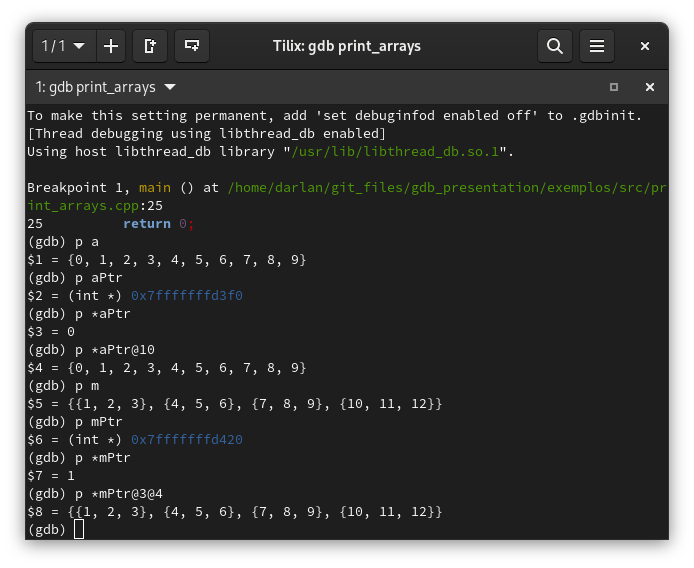 1 / 1
Tilix: gdb print_arrays
1: gdb print_arrays
To make this setting permanent, add 'set debuginfod enabled off' to .gdbinit.
[Thread debugging using libthread_db enabled]
Using host libthread_db library "/usr/lib/libthread_db.so.1".
Breakpoint 1, main () at /home/darlan/git_files/gdb_presentation/exemplos/src/pr
int_arrays.cpp:25
25          return 0;
(gdb) p a
$1 = {0, 1, 2, 3, 4, 5, 6, 7, 8, 9}
(gdb) p aPtr
$2 = (int *) 0x7fffffffd3f0
(gdb) p *aPtr
$3 = 0
(gdb) p *aPtr@10
$4 = {0, 1, 2, 3, 4, 5, 6, 7, 8, 9}
(gdb) p m
$5 = {{1, 2, 3}, {4, 5, 6}, {7, 8, 9}, {10, 11, 12}}
(gdb) p mPtr
$6 = (int *) 0x7fffffffd420
(gdb) p *mPtr
$7 = 1
(gdb) p *mPtr@3@4
$8 = {{1, 2, 3}, {4, 5, 6}, {7, 8, 9}, {10, 11, 12}}
(gdb)